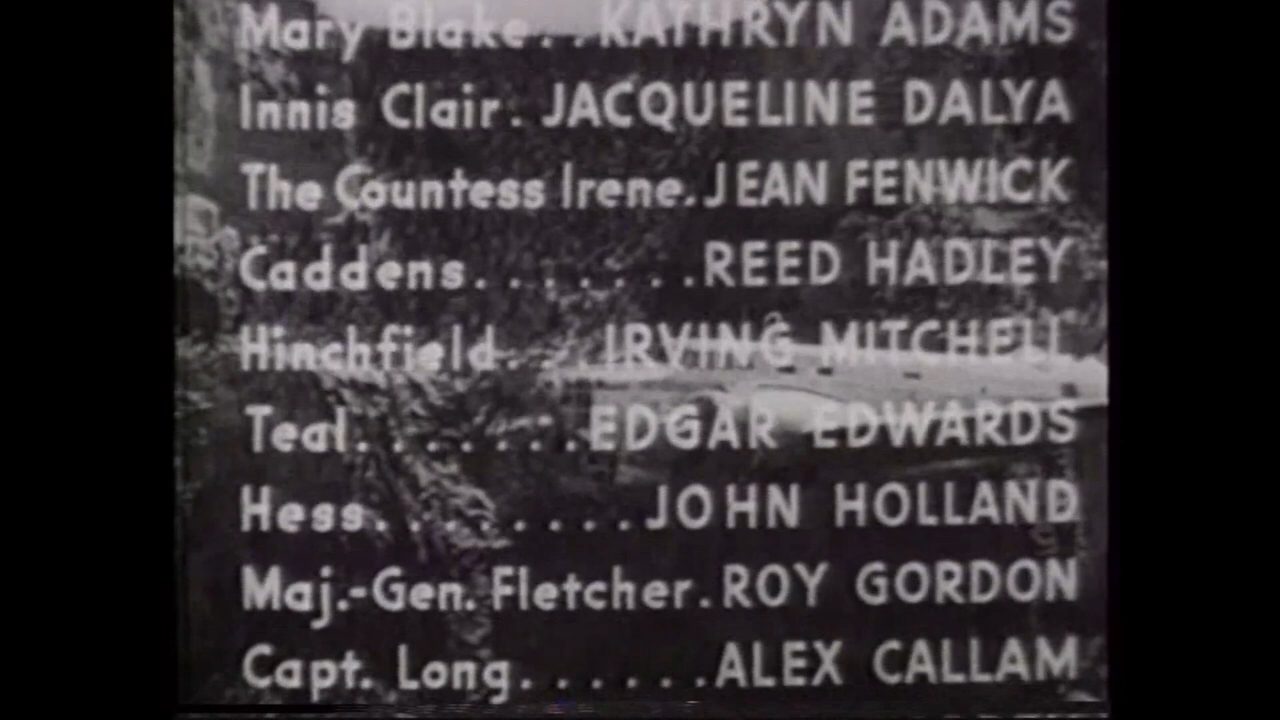 Mary Blake...KATHRYN ADAMS
Innis Clair. JACQUELINE DALYA
The Countess Irene.JEAN FENWICK
Caddens.......REED HADLEY
Hinchfield...IRVING MITCHELL
Teal.......EDGAR EDWARDS
Hess.........JOHN HOLLAND
Maj.-Gen. Fletcher.ROY GORDON
Capt. Long......ALEX CALLAM